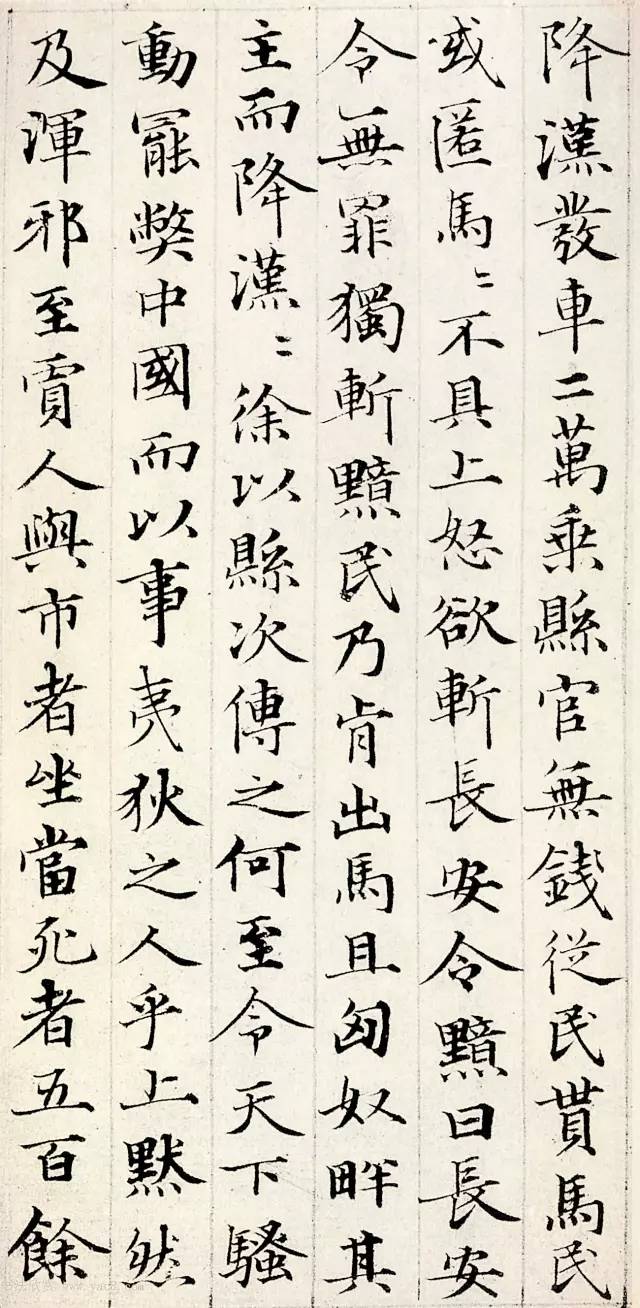 降漢發車二萬乘縣官無錢從民貰馬民
或匿馬〻不具上怒欲斬長安令黯曰長安
令無罪獨斬黯民乃肯出馬且匈奴畔其
主而降漢〻徐以縣次傳之何至令天下騷
動罷弊中國而以事夷狄之人乎上默然
及渾邪至賈人與市者坐當死者五百餘